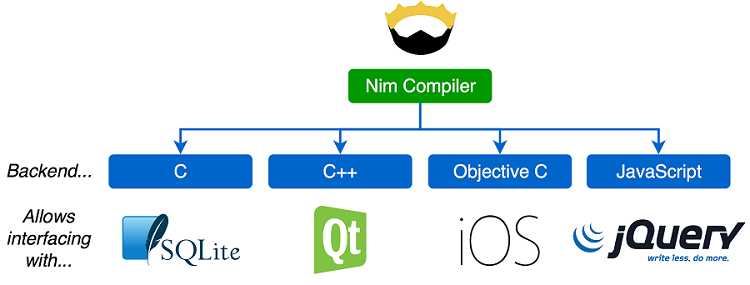 Nim Compiler
Backend...
C
C++
Objective C
JavaScript
Allows
interfacing
with...
SQLite
Qt
iOS
jQuery
write less, do more.